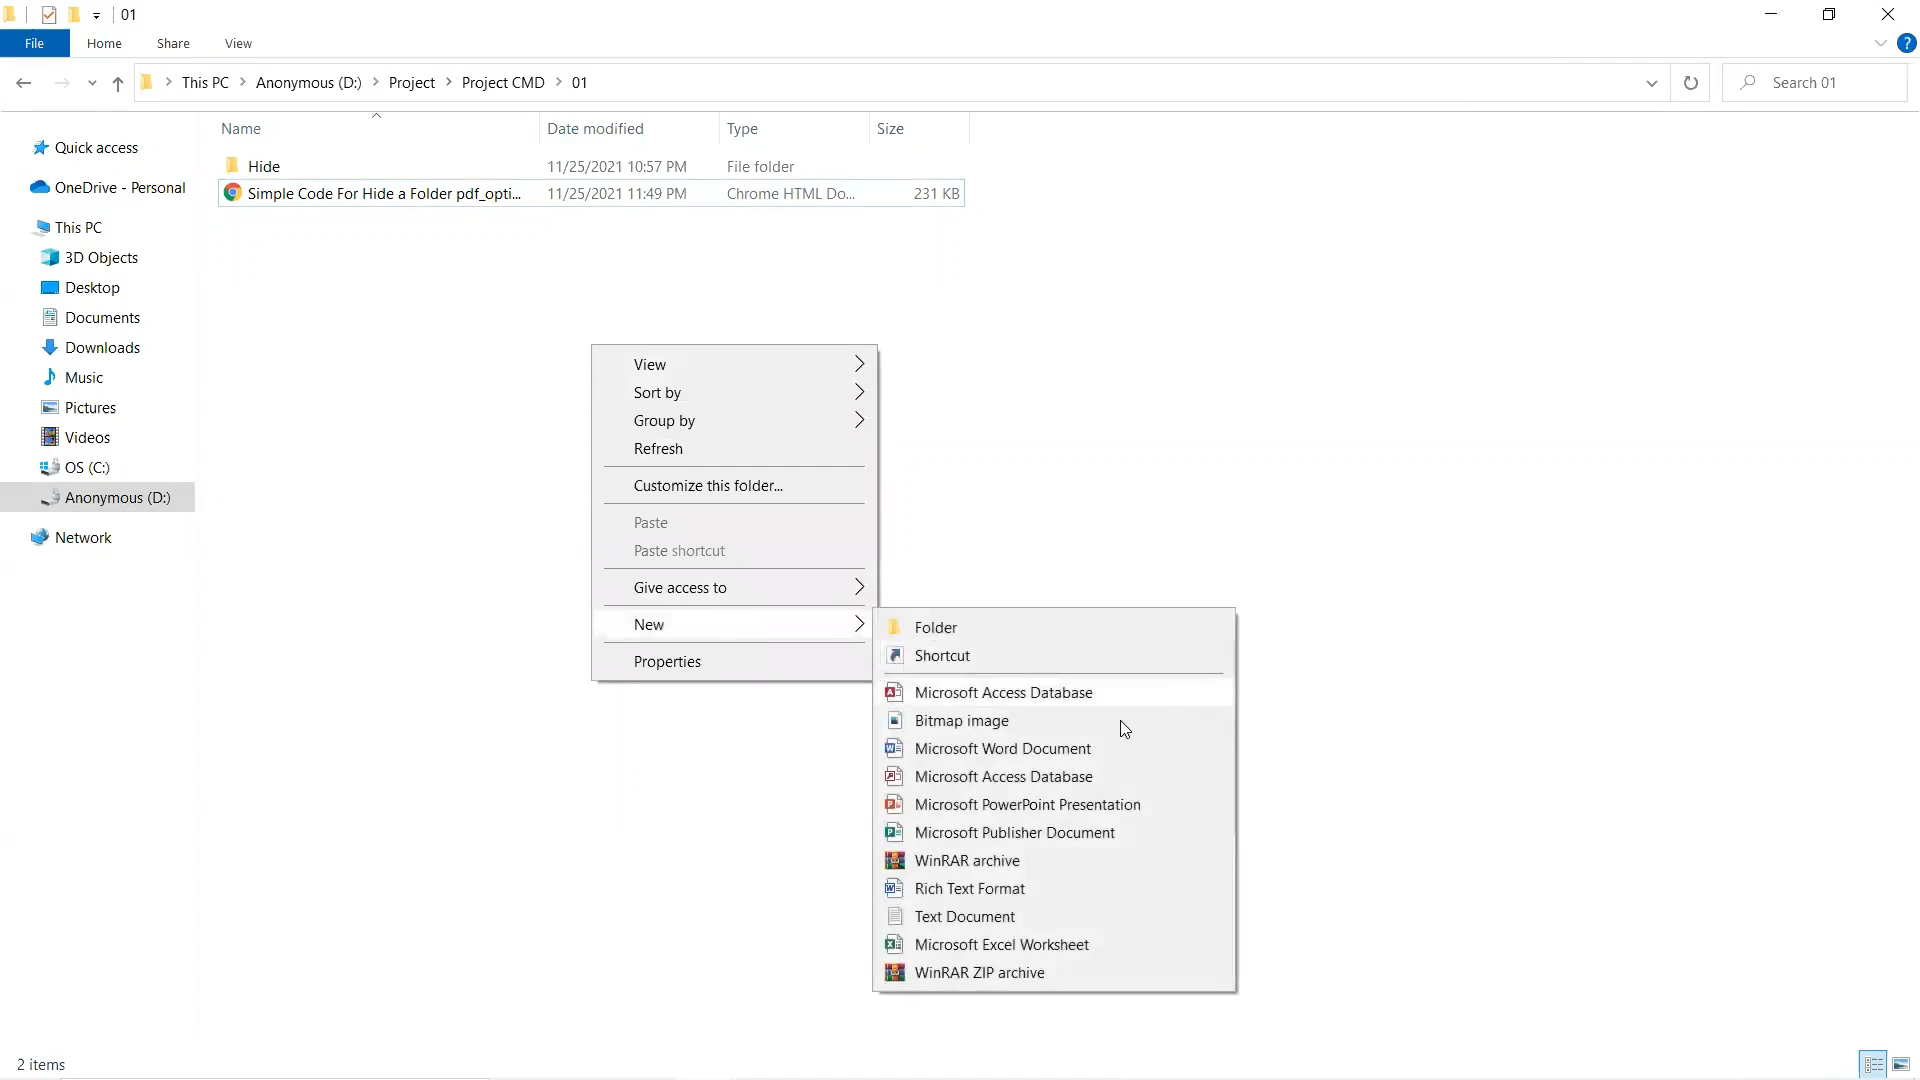 01
File Home Share View
This PC Anonymous (D:) Project Project CMD 01 Search 01
Name Date modified Type Size
Hide 11/25/2021 10:57 PM File folder
Simple Code For Hide a Folder pdf_opti... 11/25/2021 11:49 PM Chrome HTML Do... 231 KB
Quick access
OneDrive - Personal
This PC
3D Objects
Desktop
Documents
Downloads
Music
Pictures
Videos
OS (C:)
Anonymous (D:)
Network
View
Sort by
Group by
Refresh
Customize this folder...
Paste
Paste shortcut
Give access to
New
Properties
Folder
Shortcut
Microsoft Access Database
Bitmap image
Microsoft Word Document
Microsoft Access Database
Microsoft PowerPoint Presentation
Microsoft Publisher Document
WinRAR archive
Rich Text Format
Text Document
Microsoft Excel Worksheet
WinRAR ZIP archive
2 items